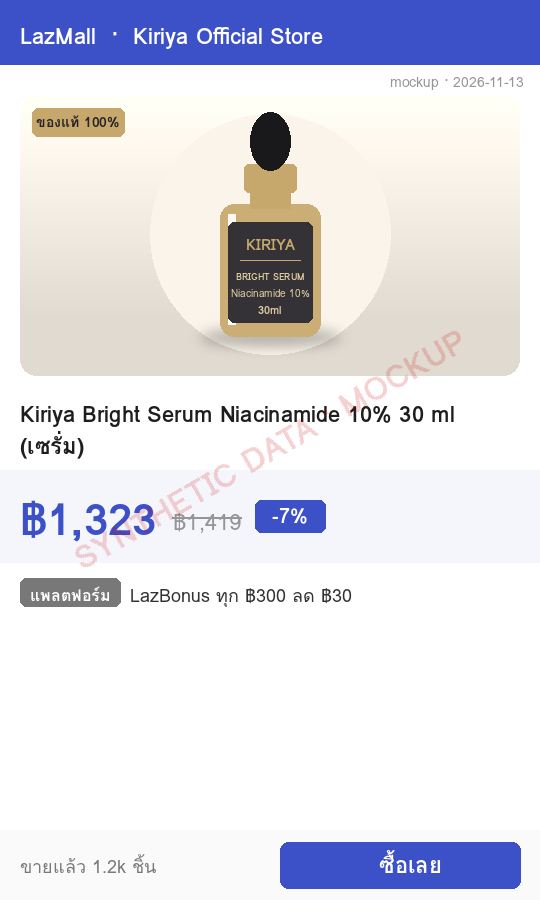 LazMall · Kiriya Official Store
mockup · 2026-11-13
ของแท้ 100%
KIRIYA
BRIGHT SERUM
Niacinamide 10%
30ml
Kiriya Bright Serum Niacinamide 10% 30 ml
(เซรั่ม)
฿1,323 ฿1,419 -7%
SYNTHETIC DATA · MOCKUP
แพลตฟอร์ม LazBonus ทุก ฿300 ลด ฿30
ขายแล้ว 1.2k ชิ้น ซื้อเลย